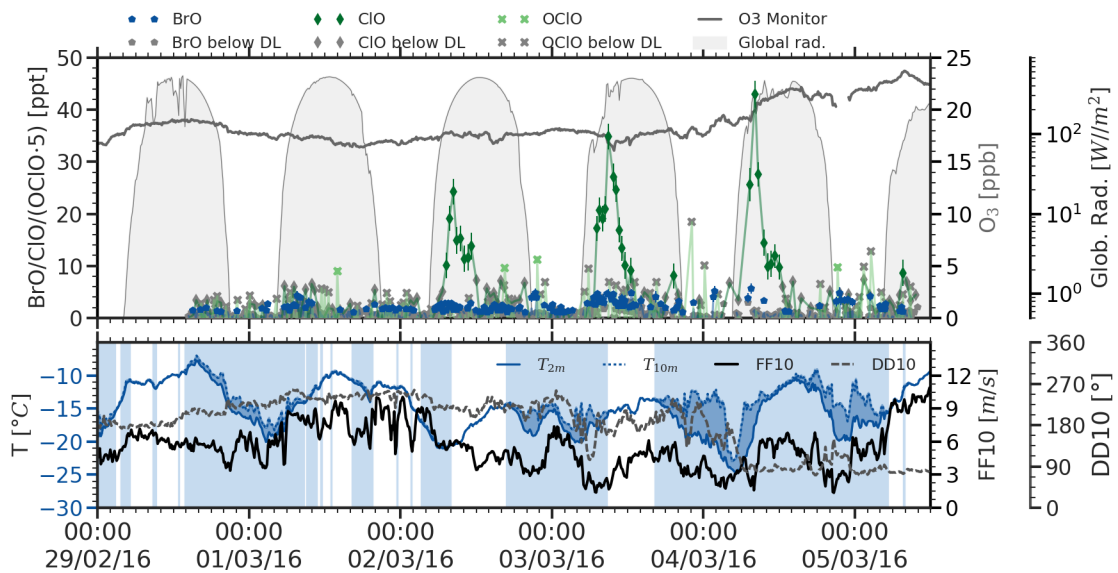 BrO ClO OClO O3 Monitor
BrO below DL ClO below DL OClO below DL Global rad.
BrO/ClO/(OClO·5) [ppt]
50
40
30
20
10
0
25
20
15
10
5
0
O₃ [ppb]
10²
10¹
10⁰
Glob. Rad. [W//m²]
T₂ₘ T₁₀ₘ FF10 DD10
T [°C]
−10
−15
−20
−25
−30
12
9
6
3
0
FF10 [m/s]
360
270
180
90
0
DD10 [°]
00:00 00:00 00:00 00:00 00:00 00:00
29/02/16 01/03/16 02/03/16 03/03/16 04/03/16 05/03/16